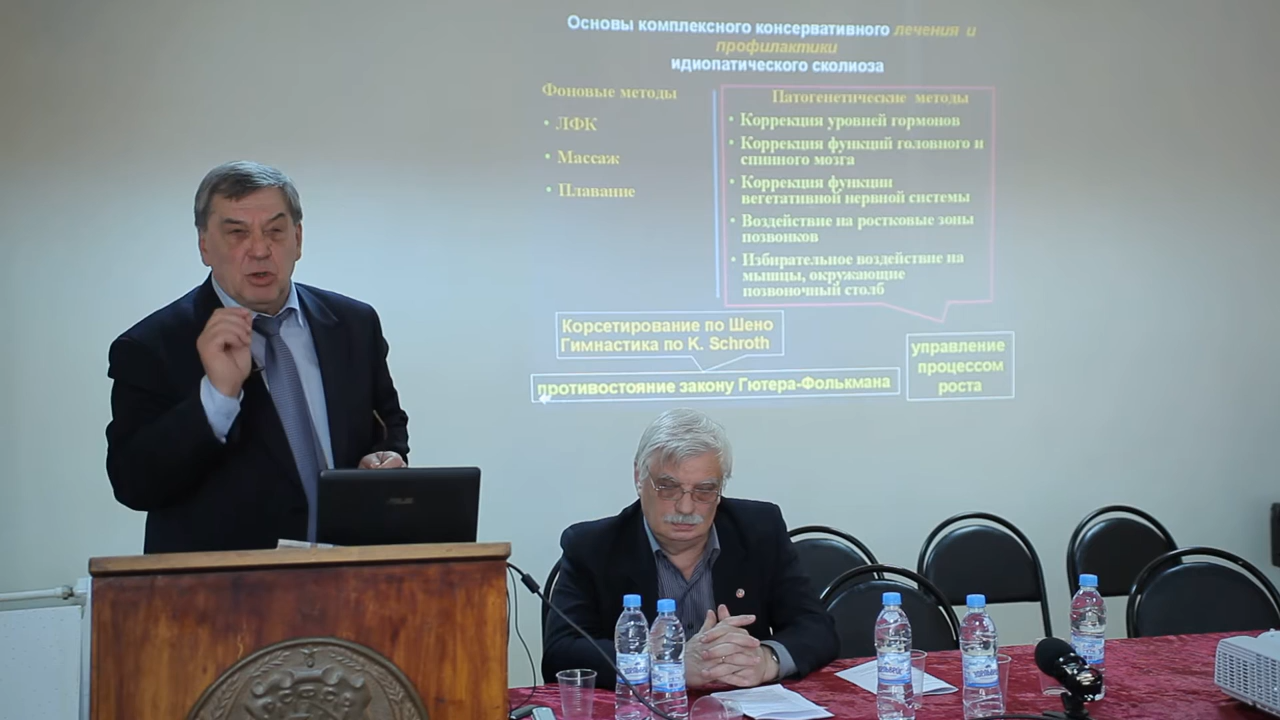 Основы комплексного консервативного лечения и
профилактики
идиопатического сколиоза
Фоновые методы
• ЛФК
• Массаж
• Плавание
Патогенетические методы
• Коррекция уровней гормонов
• Коррекция функций головного и
спинного мозга
• Коррекция функции
вегетативной нервной системы
• Воздействие на ростковые зоны
позвонков
• Избирательное воздействие на
мышцы, окружающие
позвоночный столб
Корсетирование по Шено
Гимнастика по K. Schroth
противостояние закону Гютера-Фолькмана
управление
процессом
роста
ASUS